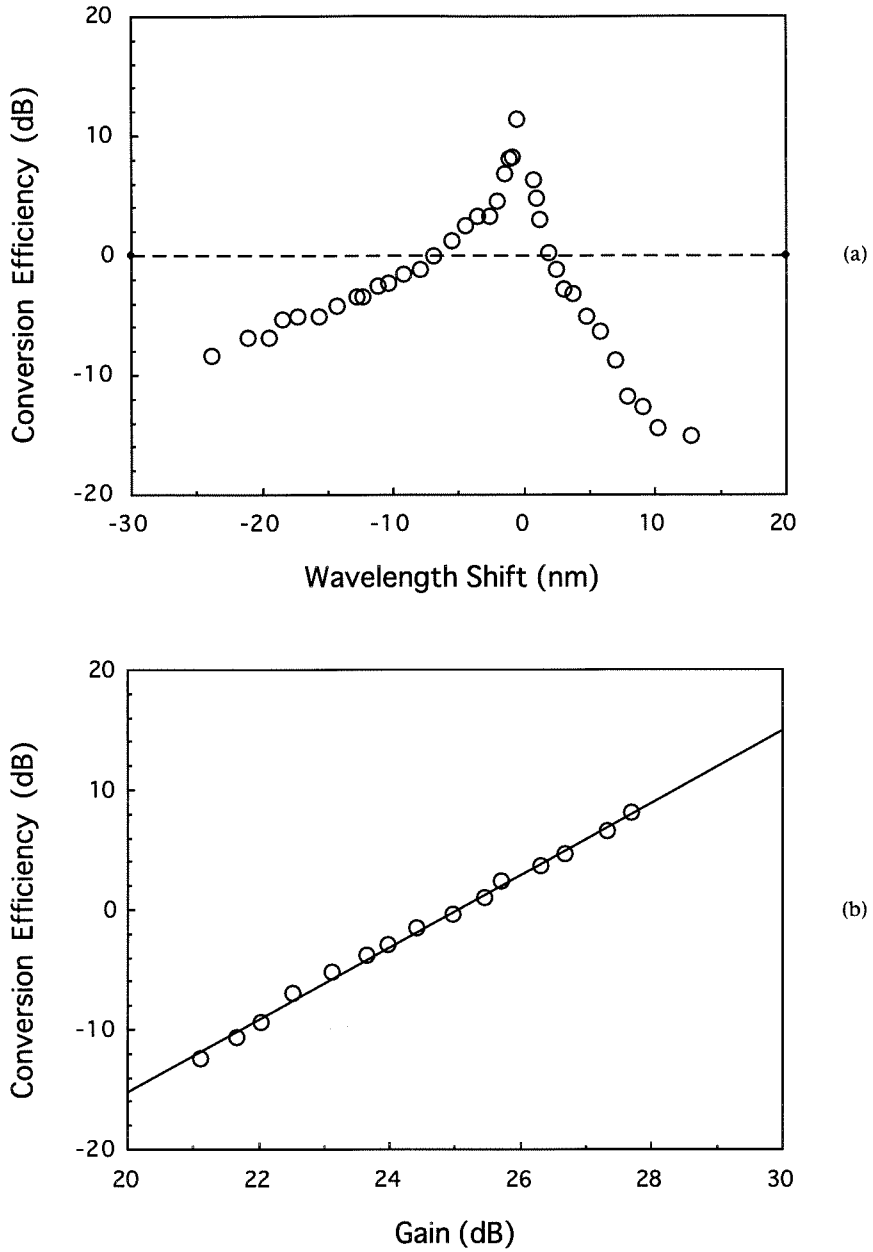 20
10
0
-10
-20
Conversion Efficiency (dB)
-30 -20 -10 0 10 20
Wavelength Shift (nm)
(a)
20
10
0
-10
-20
Conversion Efficiency (dB)
20 22 24 26 28 30
Gain (dB)
(b)